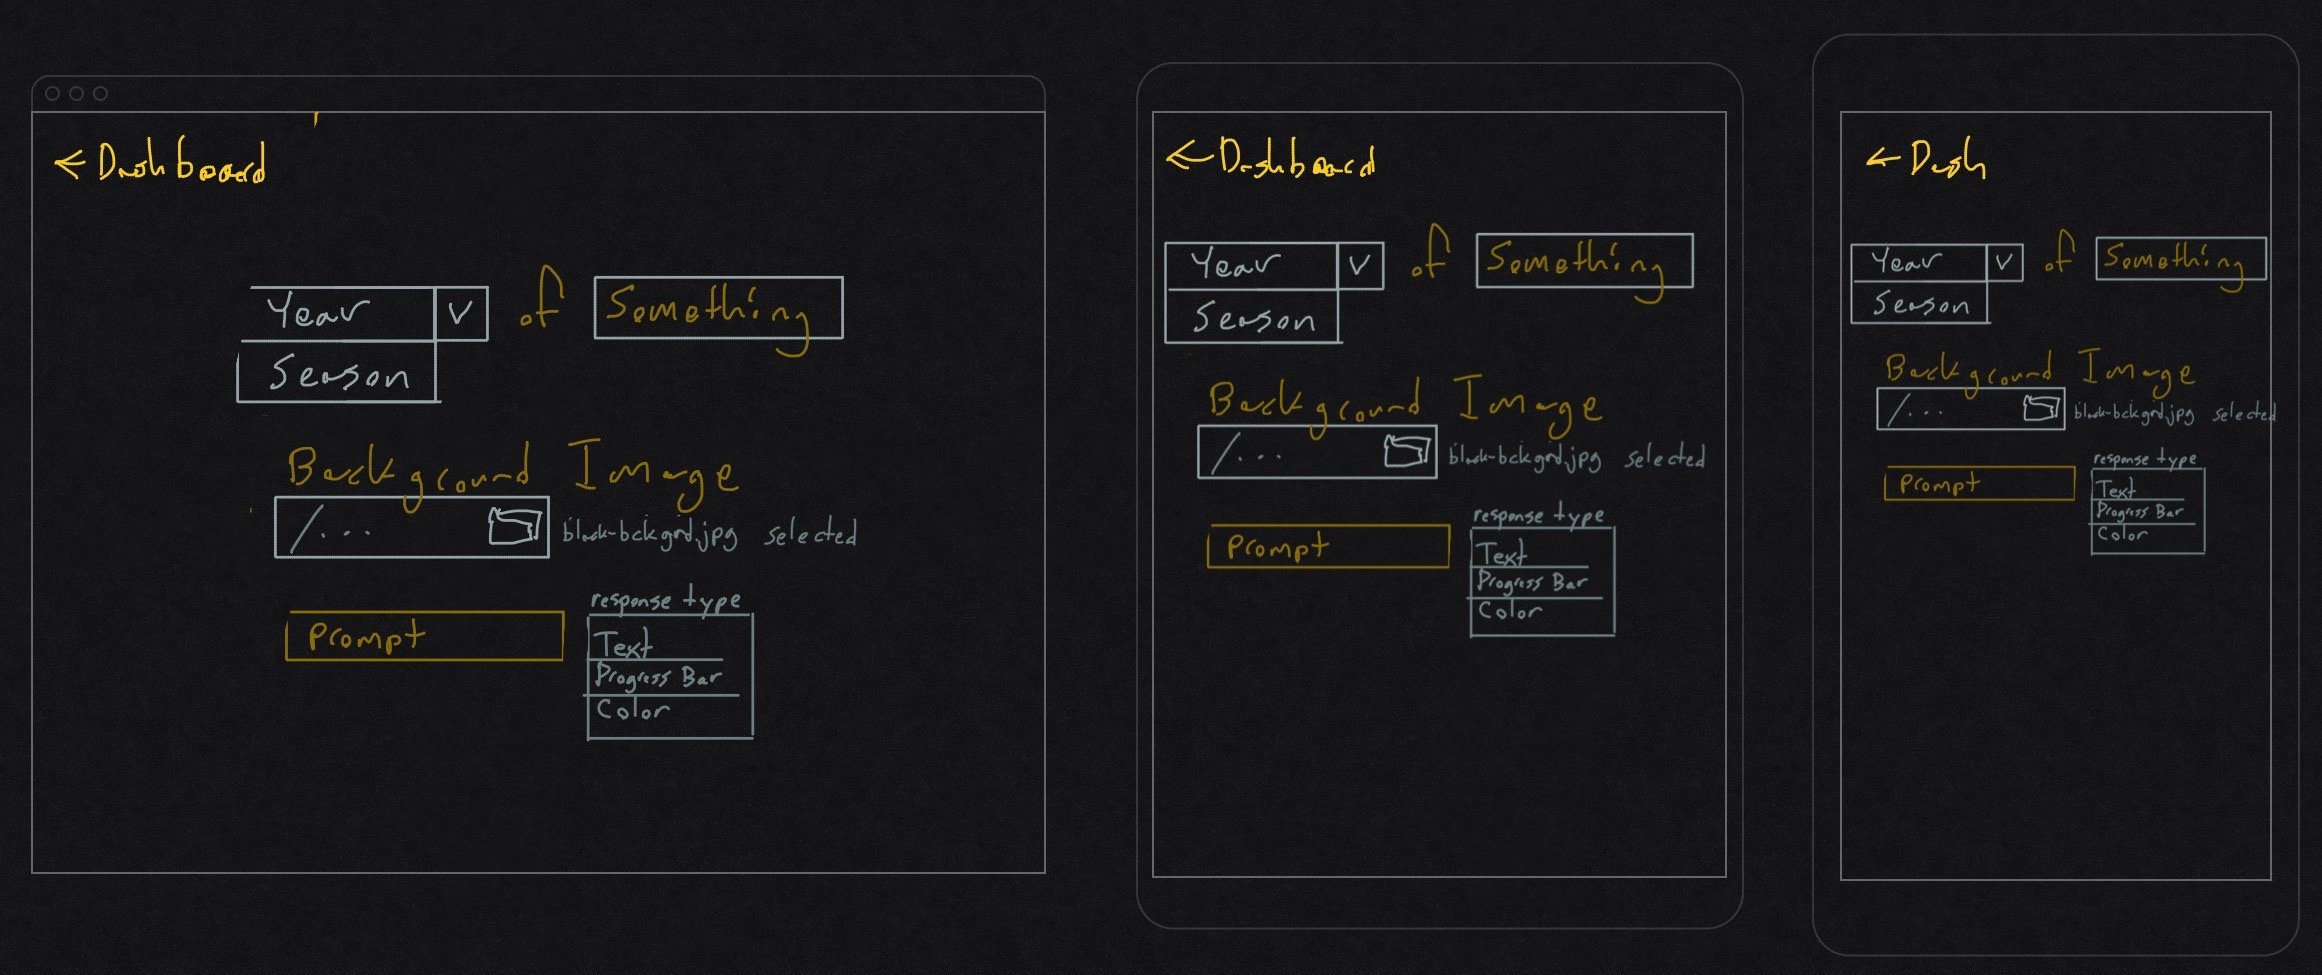 ← Dashboard
Year V of Something
Season
Background Image
/... black-bckgrd.jpg selected
response type
Prompt
Text
Progress Bar
Color
← Dashboard
Year V of Something
Season
Background Image
/... black-bckgrd.jpg selected
response type
Prompt
Text
Progress Bar
Color
← Dash
Year V of Something
Season
Background Image
/... black-bckgrd.jpg selected
response type
Prompt
Text
Progress Bar
Color